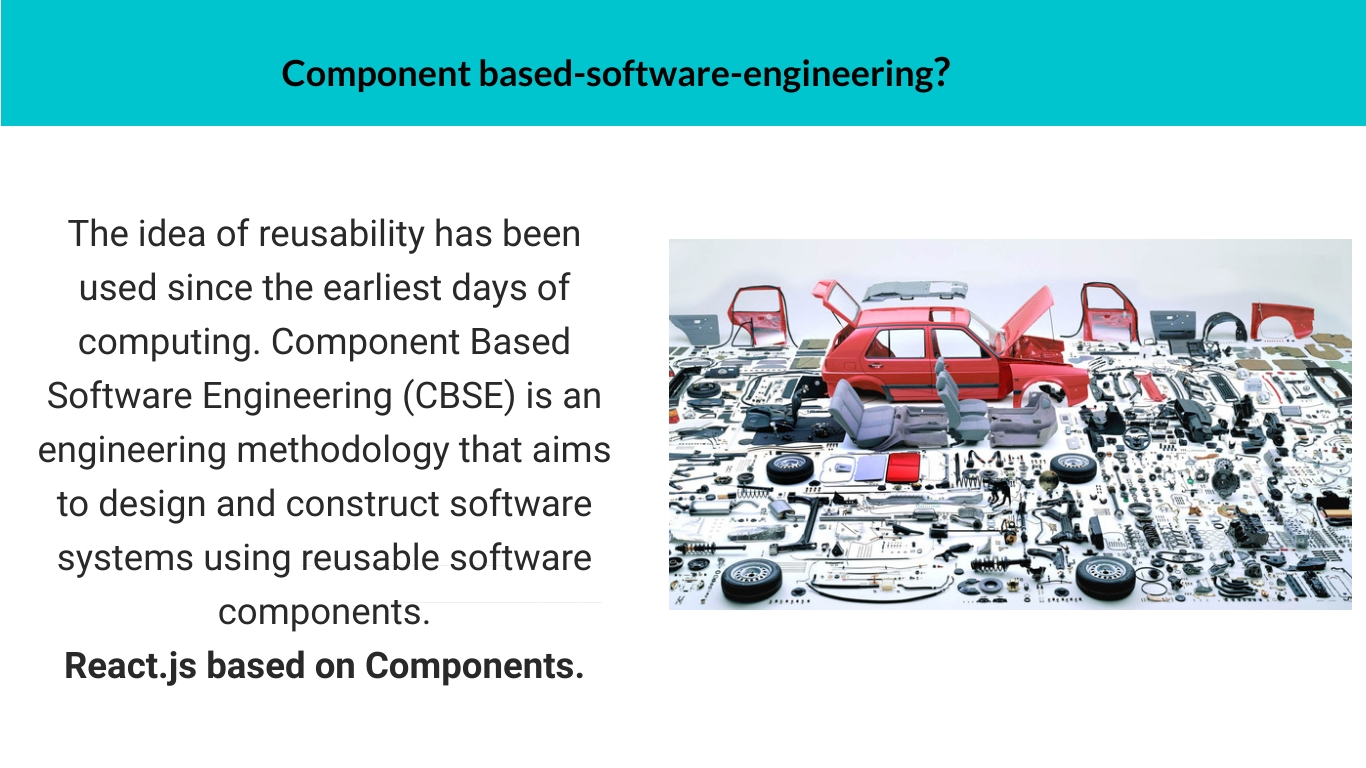 Component based-software-engineering?
The idea of reusability has been
used since the earliest days of
computing. Component Based
Software Engineering (CBSE) is an
engineering methodology that aims
to design and construct software
systems using reusable software
components.
React.js based on Components.